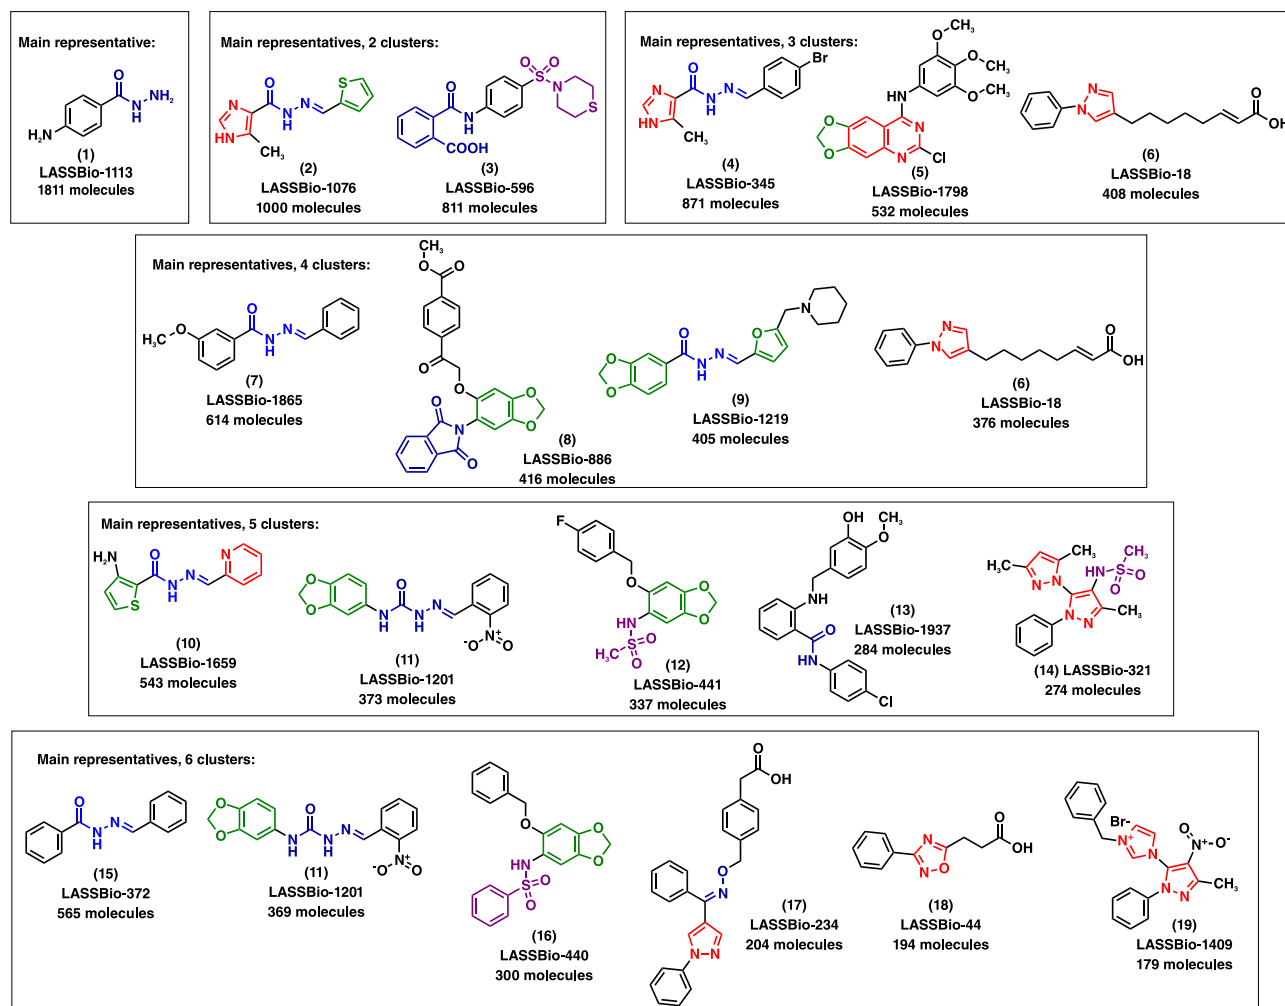 Main representative:
(1)
LASSBio-1113
1811 molecules
Main representatives, 2 clusters:
(2)
LASSBio-1076
1000 molecules
(3)
LASSBio-596
811 molecules
Main representatives, 3 clusters:
(4)
LASSBio-345
871 molecules
(5)
LASSBio-1798
532 molecules
(6)
LASSBio-18
408 molecules
Main representatives, 4 clusters:
(7)
LASSBio-1865
614 molecules
(8)
LASSBio-886
416 molecules
(9)
LASSBio-1219
405 molecules
(6)
LASSBio-18
376 molecules
Main representatives, 5 clusters:
(10)
LASSBio-1659
543 molecules
(11)
LASSBio-1201
373 molecules
(12)
LASSBio-441
337 molecules
(13)
LASSBio-1937
284 molecules
(14) LASSBio-321
274 molecules
Main representatives, 6 clusters:
(15)
LASSBio-372
565 molecules
(11)
LASSBio-1201
369 molecules
(16)
LASSBio-440
300 molecules
(17)
LASSBio-234
204 molecules
(18)
LASSBio-44
194 molecules
(19)
LASSBio-1409
179 molecules